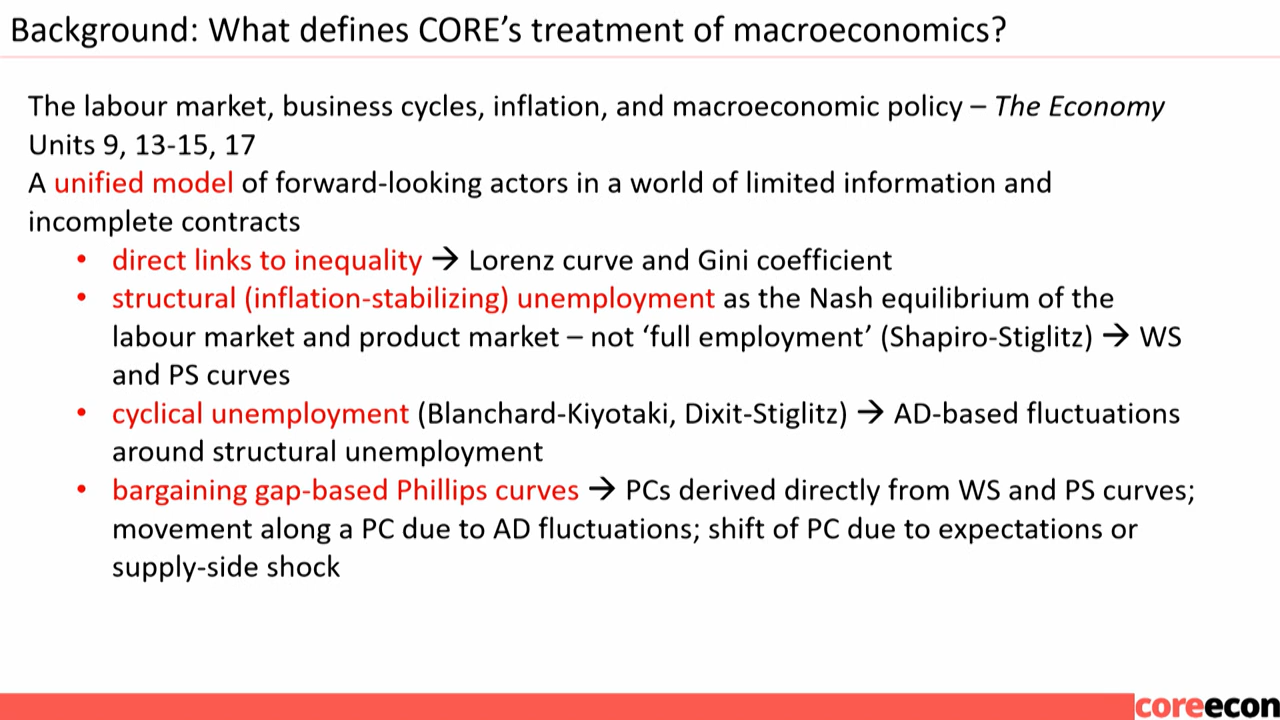 Background: What defines CORE’s treatment of macroeconomics?
The labour market, business cycles, inflation, and macroeconomic policy – The Economy
Units 9, 13-15, 17
A unified model of forward-looking actors in a world of limited information and
incomplete contracts
• direct links to inequality → Lorenz curve and Gini coefficient
• structural (inflation-stabilizing) unemployment as the Nash equilibrium of the
labour market and product market – not ‘full employment’ (Shapiro-Stiglitz) → WS
and PS curves
• cyclical unemployment (Blanchard-Kiyotaki, Dixit-Stiglitz) → AD-based fluctuations
around structural unemployment
• bargaining gap-based Phillips curves → PCs derived directly from WS and PS curves;
movement along a PC due to AD fluctuations; shift of PC due to expectations or
supply-side shock
coreecon